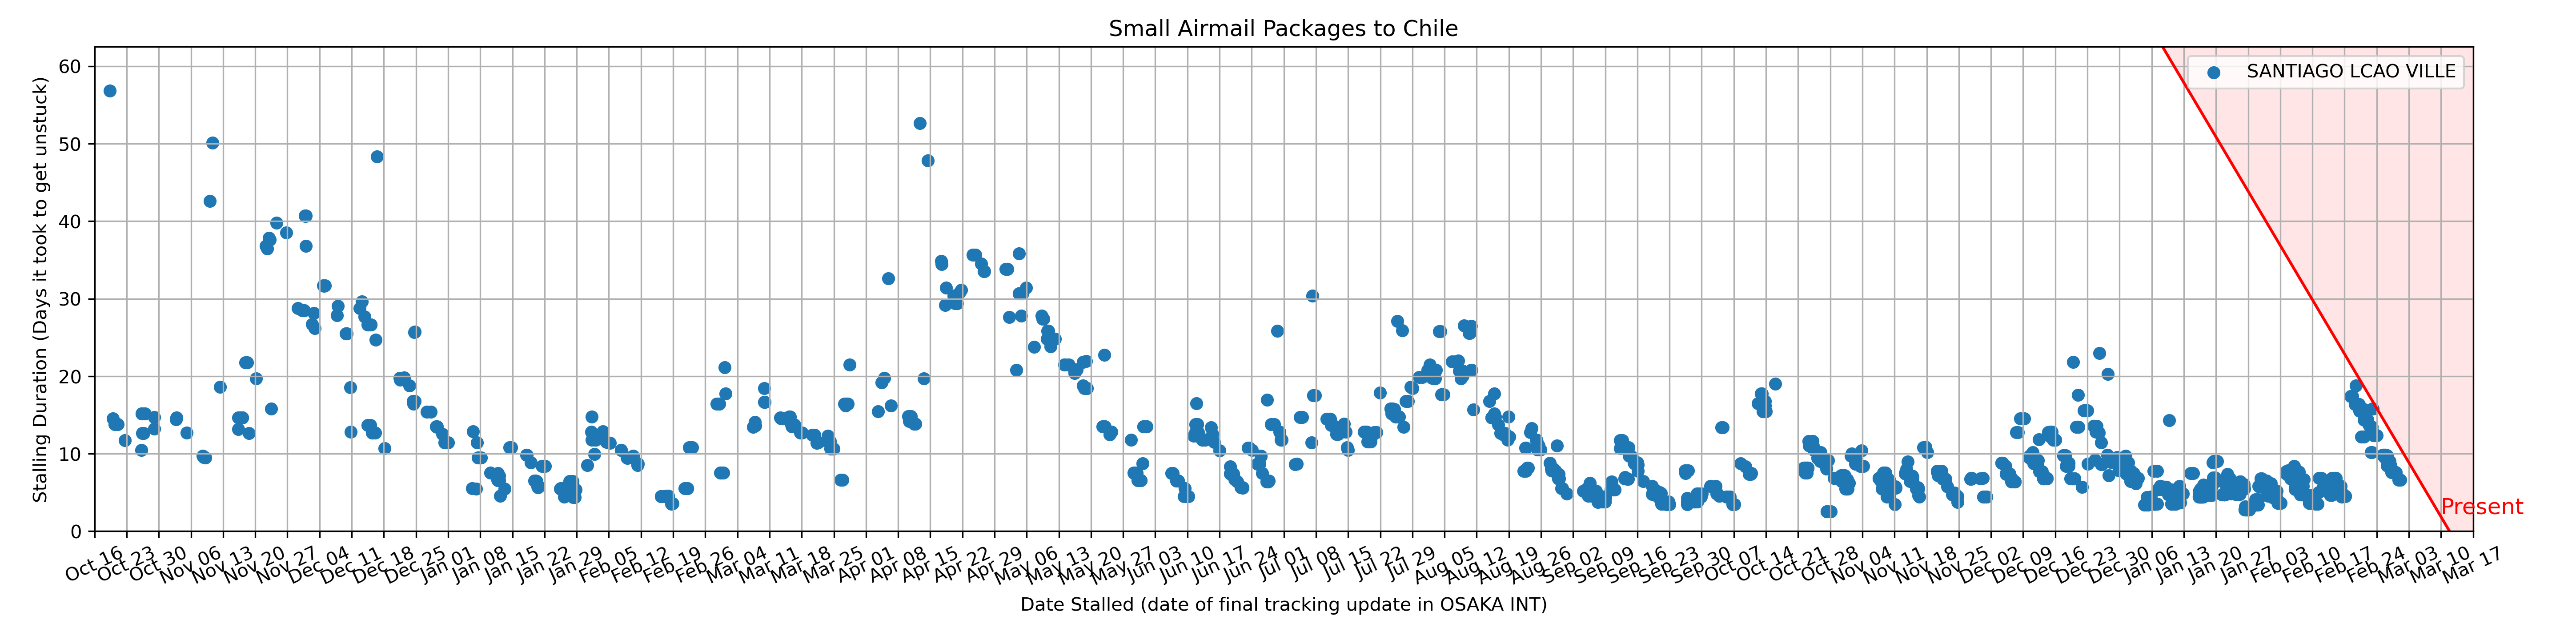 Small Airmail Packages to Chile
SANTIAGO LCAO VILLE
Stalling Duration (Days it took to get unstuck)
60
50
40
30
20
10
0
Present
Oct 16 Oct 23 Oct 30 Nov 06 Nov 13 Nov 20 Nov 27 Dec 04 Dec 11 Dec 18 Dec 25 Jan 01 Jan 08 Jan 15 Jan 22 Jan 29 Feb 05 Feb 12 Feb 19 Feb 26 Mar 04 Mar 11 Mar 18 Mar 25 Apr 01 Apr 08 Apr 15 Apr 22 Apr 29 May 06 May 13 May 20 May 27 Jun 03 Jun 10 Jun 17 Jun 24 Jul 01 Jul 08 Jul 15 Jul 22 Jul 29 Aug 05 Aug 12 Aug 19 Aug 26 Sep 02 Sep 09 Sep 16 Sep 23 Sep 30 Oct 07 Oct 14 Oct 21 Oct 28 Nov 04 Nov 11 Nov 18 Nov 25 Dec 02 Dec 09 Dec 16 Dec 23 Dec 30 Jan 06 Jan 13 Jan 20 Jan 27 Feb 03 Feb 10 Feb 17 Feb 24 Mar 03 Mar 10 Mar 17
Date Stalled (date of final tracking update in OSAKA INT)